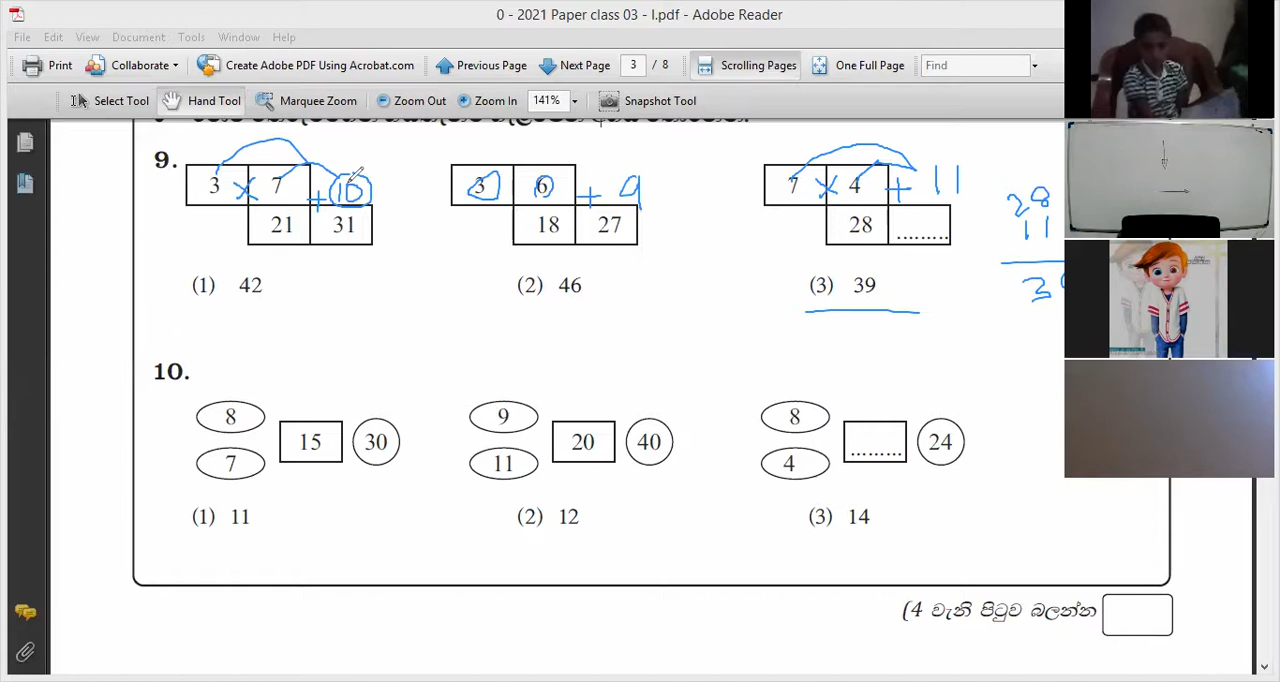 0 - 2021 Paper class 03 - I.pdf - Adobe Reader
File Edit View Document Tools Window Help
Print Collaborate Create Adobe PDF Using Acrobat.com Previous Page Next Page 3 / 8 Scrolling Pages One Full Page Find
Select Tool Hand Tool Marquee Zoom Zoom Out Zoom In 141% Snapshot Tool
9.
3 x 7 + 10
21 31
3 6 + 9
18 27
7 x 4 + 11
28 .........
28
11
3
(1) 42 (2) 46 (3) 39
10.
8
7
15 30
9
11
20 40
8
4
......... 24
(1) 11 (2) 12 (3) 14
(4 වැනි පිටුව බලන්න